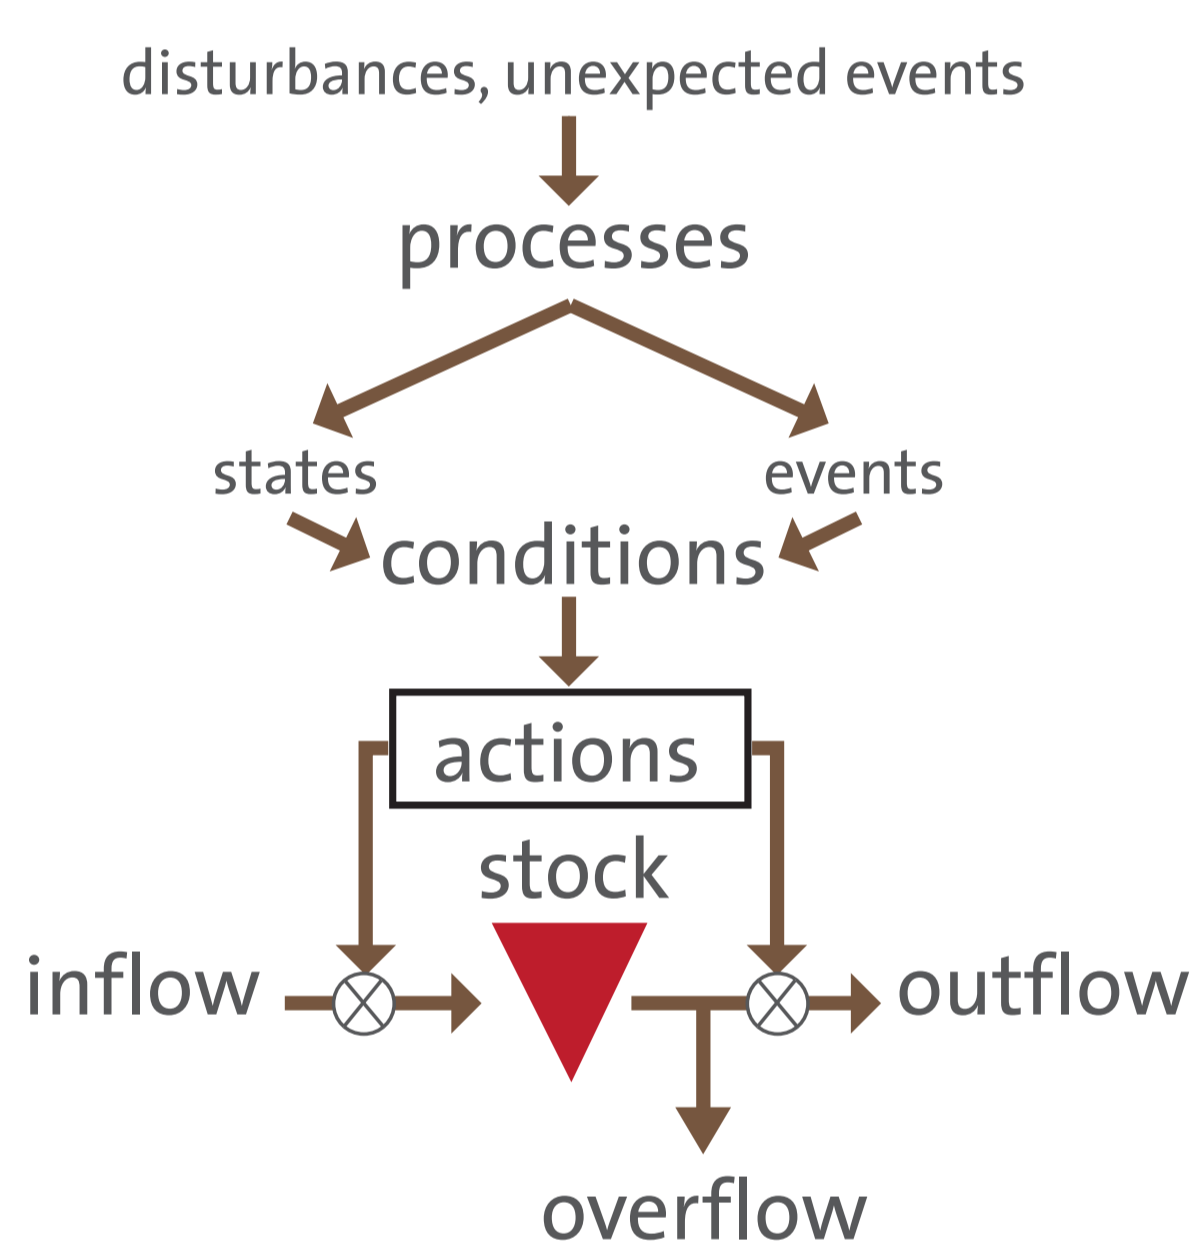 disturbances, unexpected events
processes
states
events
conditions
actions
stock
inflow
outflow
overflow